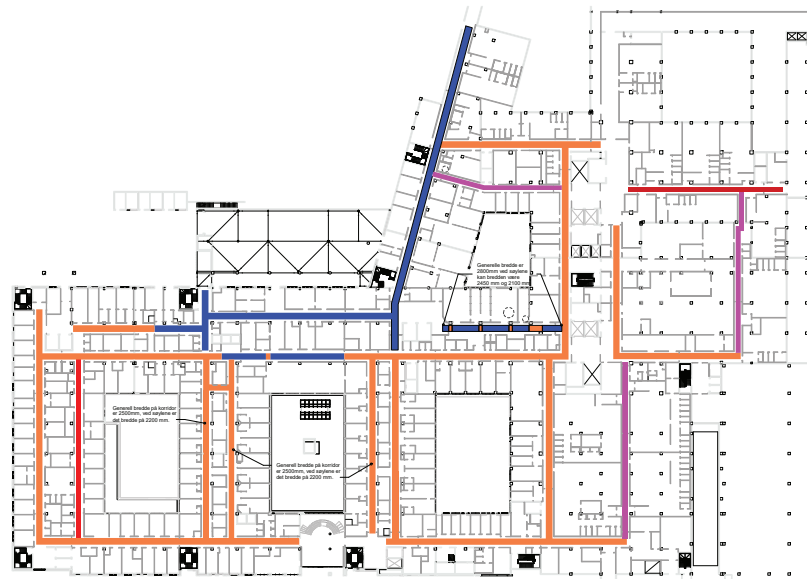 Generelle bredde er
2800mm ved søylene
kan bredden være
2450 mm og 2100 mm
Generell bredde på korridor
er 2500mm, ved søylene er
det bredde på 2200 mm.
Generell bredde på korridor
er 2500mm, ved søylene er
det bredde på 2200 mm.